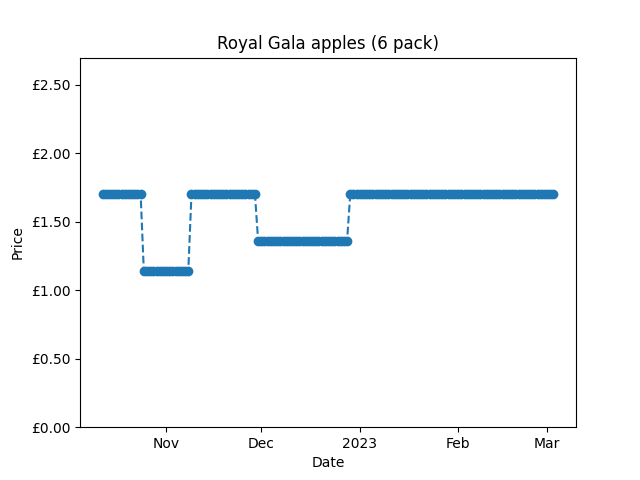 Royal Gala apples (6 pack)
£2.50
£2.00
£1.50
£1.00
£0.50
£0.00
Price
Nov
Dec
2023
Feb
Mar
Date